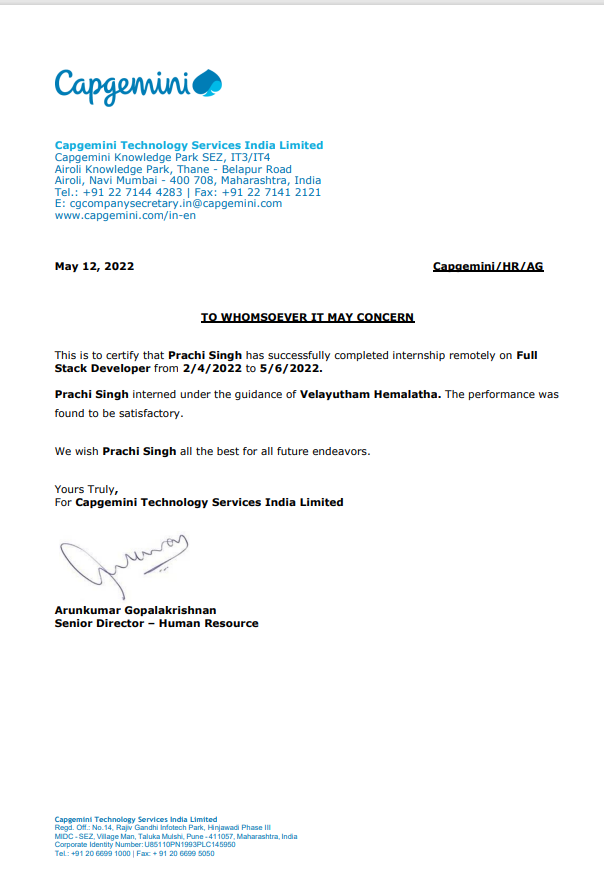 Capgemini
Capgemini Technology Services India Limited
Capgemini Knowledge Park SEZ, IT3/IT4
Airoli Knowledge Park, Thane - Belapur Road
Airoli, Navi Mumbai - 400 708, Maharashtra, India
Tel.: +91 22 7144 4283 | Fax: +91 22 7141 2121
E: cgcompanysecretary.in@capgemini.com
www.capgemini.com/in-en
May 12, 2022 Capgemini/HR/AG
TO WHOMSOEVER IT MAY CONCERN
This is to certify that Prachi Singh has successfully completed internship remotely on Full
Stack Developer from 2/4/2022 to 5/6/2022.
Prachi Singh interned under the guidance of Velayutham Hemalatha. The performance was
found to be satisfactory.
We wish Prachi Singh all the best for all future endeavors.
Yours Truly,
For Capgemini Technology Services India Limited
Arunkumar Gopalakrishnan
Senior Director – Human Resource
Capgemini Technology Services India Limited
Regd. Off.: No.14, Rajiv Gandhi Infotech Park, Hinjawadi Phase III
MIDC - SEZ, Village Man, Taluka Mulshi, Pune - 411057, Maharashtra, India
Corporate Identity Number: U85110PN1993PLC145950
Tel.: +91 20 6699 1000 | Fax: + 91 20 6699 5050